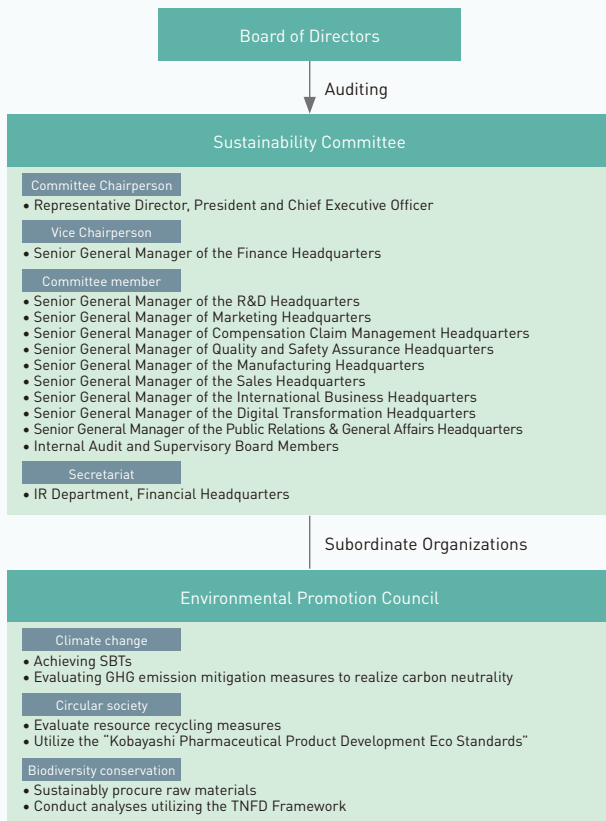 Board of Directors
Auditing
Sustainability Committee
Committee Chairperson
• Representative Director, President and Chief Executive Officer
Vice Chairperson
• Senior General Manager of the Finance Headquarters
Committee member
• Senior General Manager of the R&D Headquarters
• Senior General Manager of Marketing Headquarters
• Senior General Manager of Compensation Claim Management Headquarters
• Senior General Manager of Quality and Safety Assurance Headquarters
• Senior General Manager of the Manufacturing Headquarters
• Senior General Manager of the Sales Headquarters
• Senior General Manager of the International Business Headquarters
• Senior General Manager of the Digital Transformation Headquarters
• Senior General Manager of the Public Relations & General Affairs Headquarters
• Internal Audit and Supervisory Board Members
Secretariat
• IR Department, Financial Headquarters
Subordinate Organizations
Environmental Promotion Council
Climate change
• Achieving SBTs
• Evaluating GHG emission mitigation measures to realize carbon neutrality
Circular society
• Evaluate resource recycling measures
• Utilize the “Kobayashi Pharmaceutical Product Development Eco Standards”
Biodiversity conservation
• Sustainably procure raw materials
• Conduct analyses utilizing the TNFD Framework